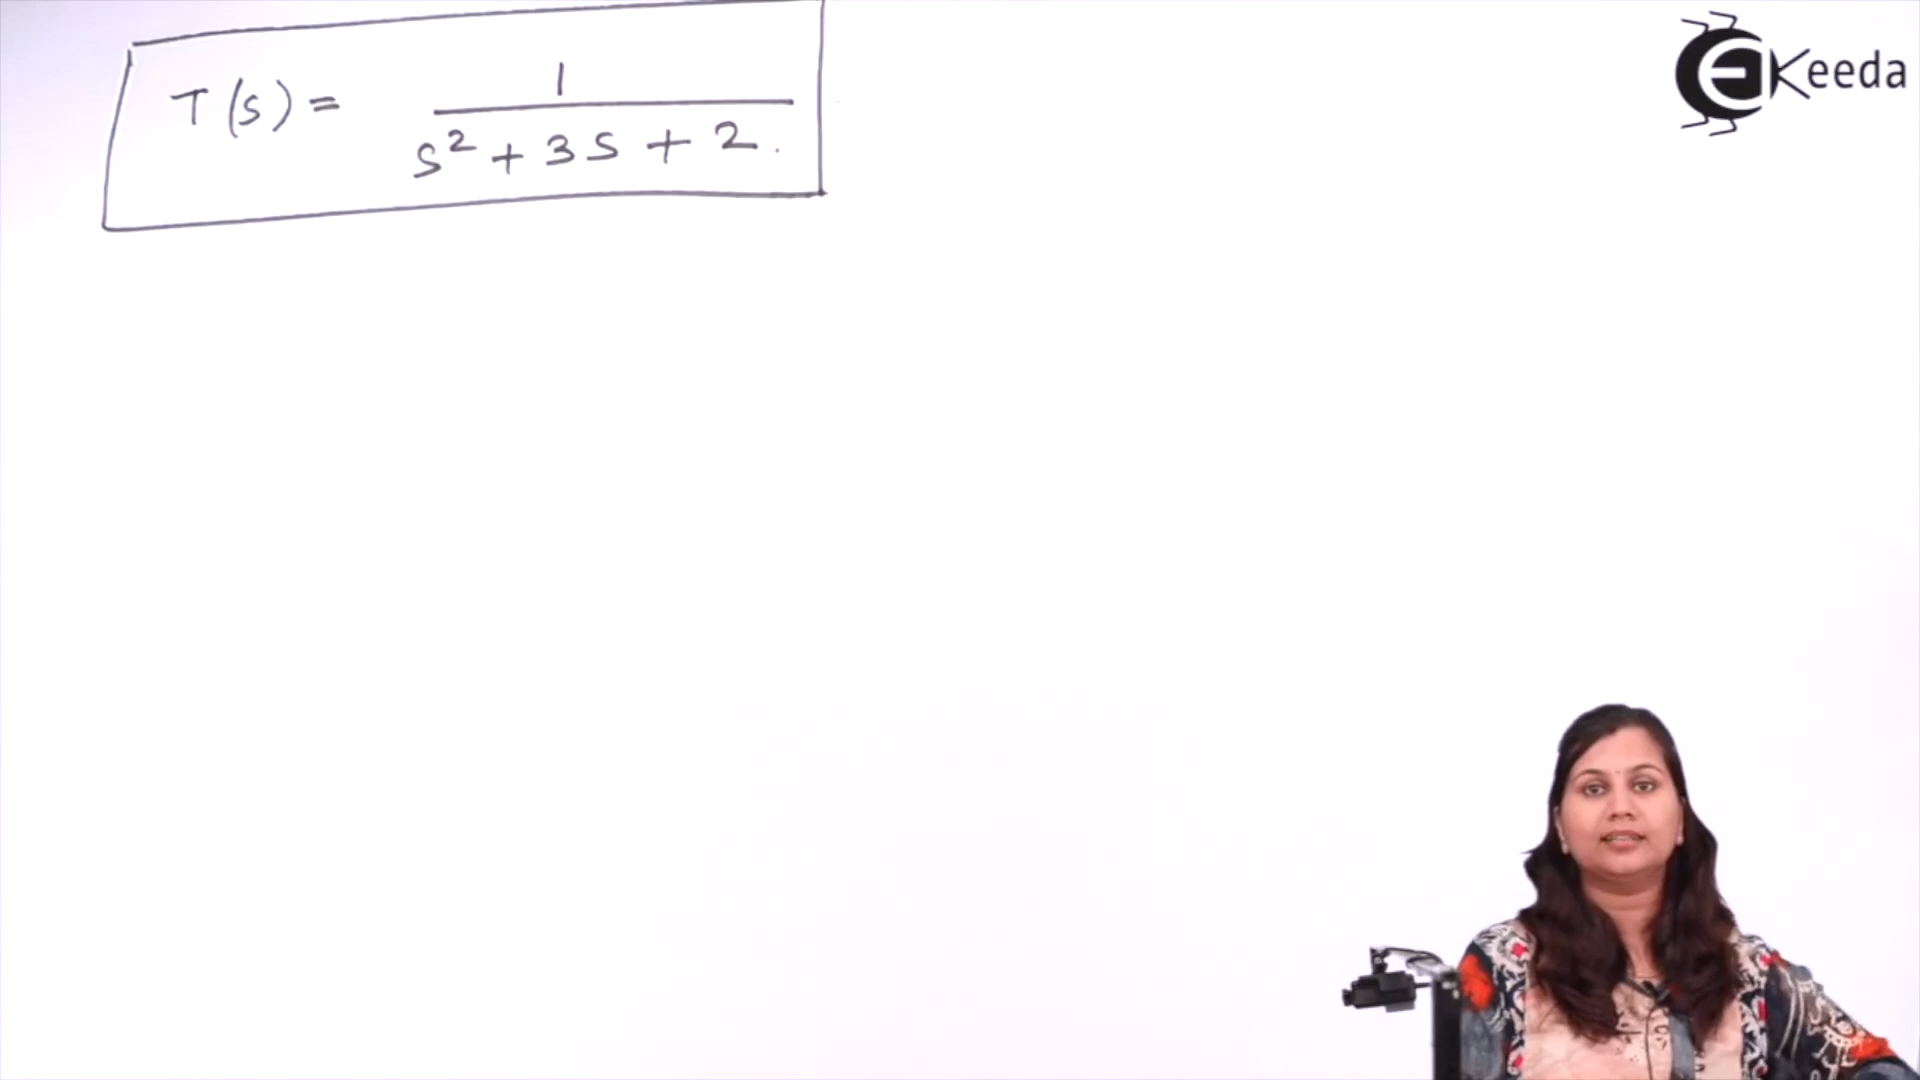 T(s) = 1
s² + 3s + 2.
EKeeda